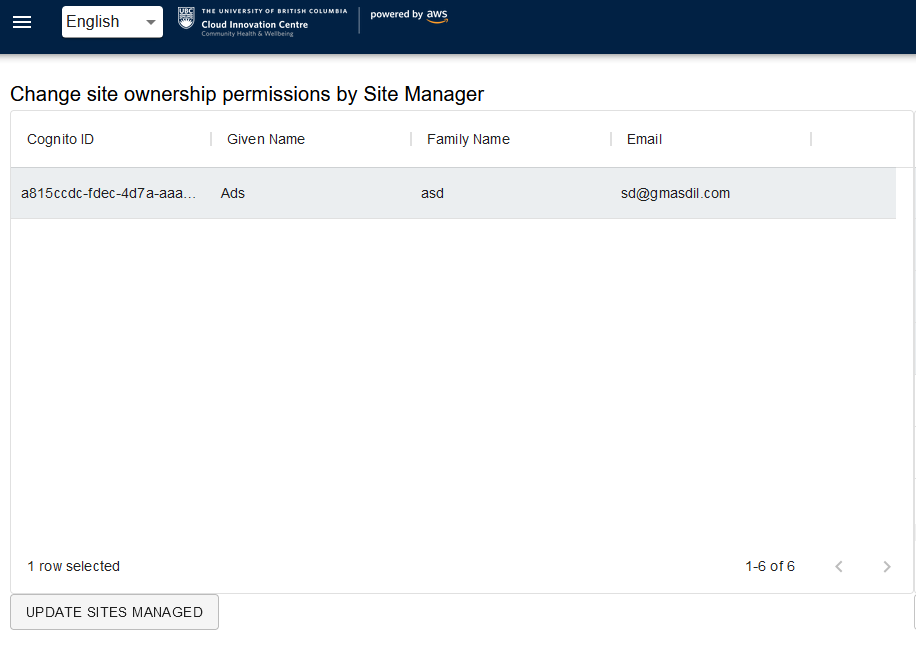 English
UBC
THE UNIVERSITY OF BRITISH COLUMBIA
Cloud Innovation Centre
Community Health & Wellbeing
powered by aws
Change site ownership permissions by Site Manager
Cognito ID Given Name Family Name Email
a815ccdc-fdec-4d7a-aaa... Ads asd sd@gmasdil.com
1 row selected 1-6 of 6
UPDATE SITES MANAGED